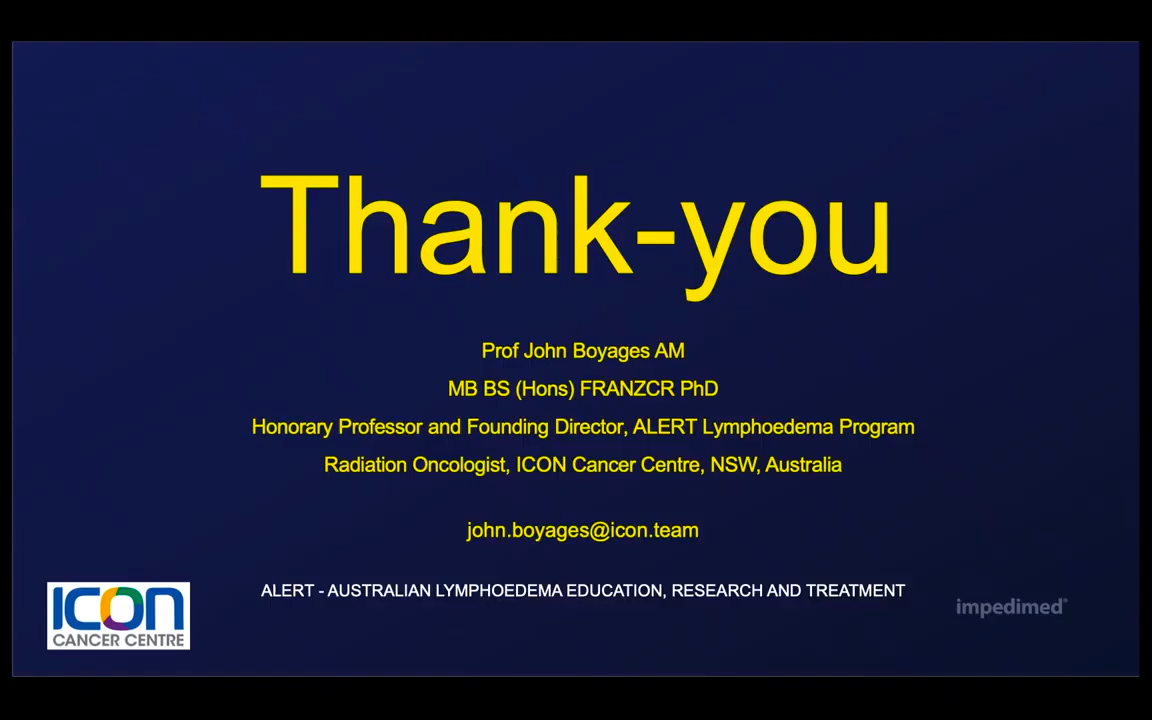 Thank-you
Prof John Boyages AM
MB BS (Hons) FRANZCR PhD
Honorary Professor and Founding Director, ALERT Lymphoedema Program
Radiation Oncologist, ICON Cancer Centre, NSW, Australia
john.boyages@icon.team
ALERT - AUSTRALIAN LYMPHOEDEMA EDUCATION, RESEARCH AND TREATMENT
ICON
CANCER CENTRE
impedimed®